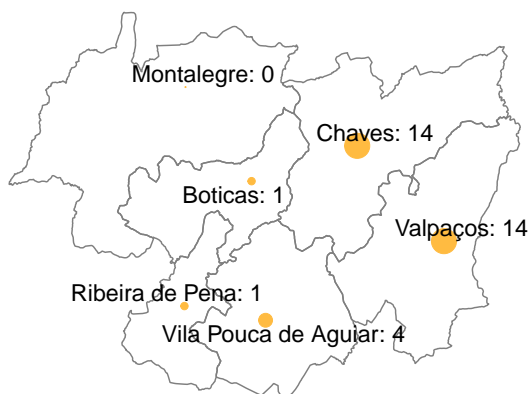 Montalegre: 0
Chaves: 14
Boticas: 1
Valpaços: 14
Ribeira de Pena: 1
Vila Pouca de Aguiar: 4